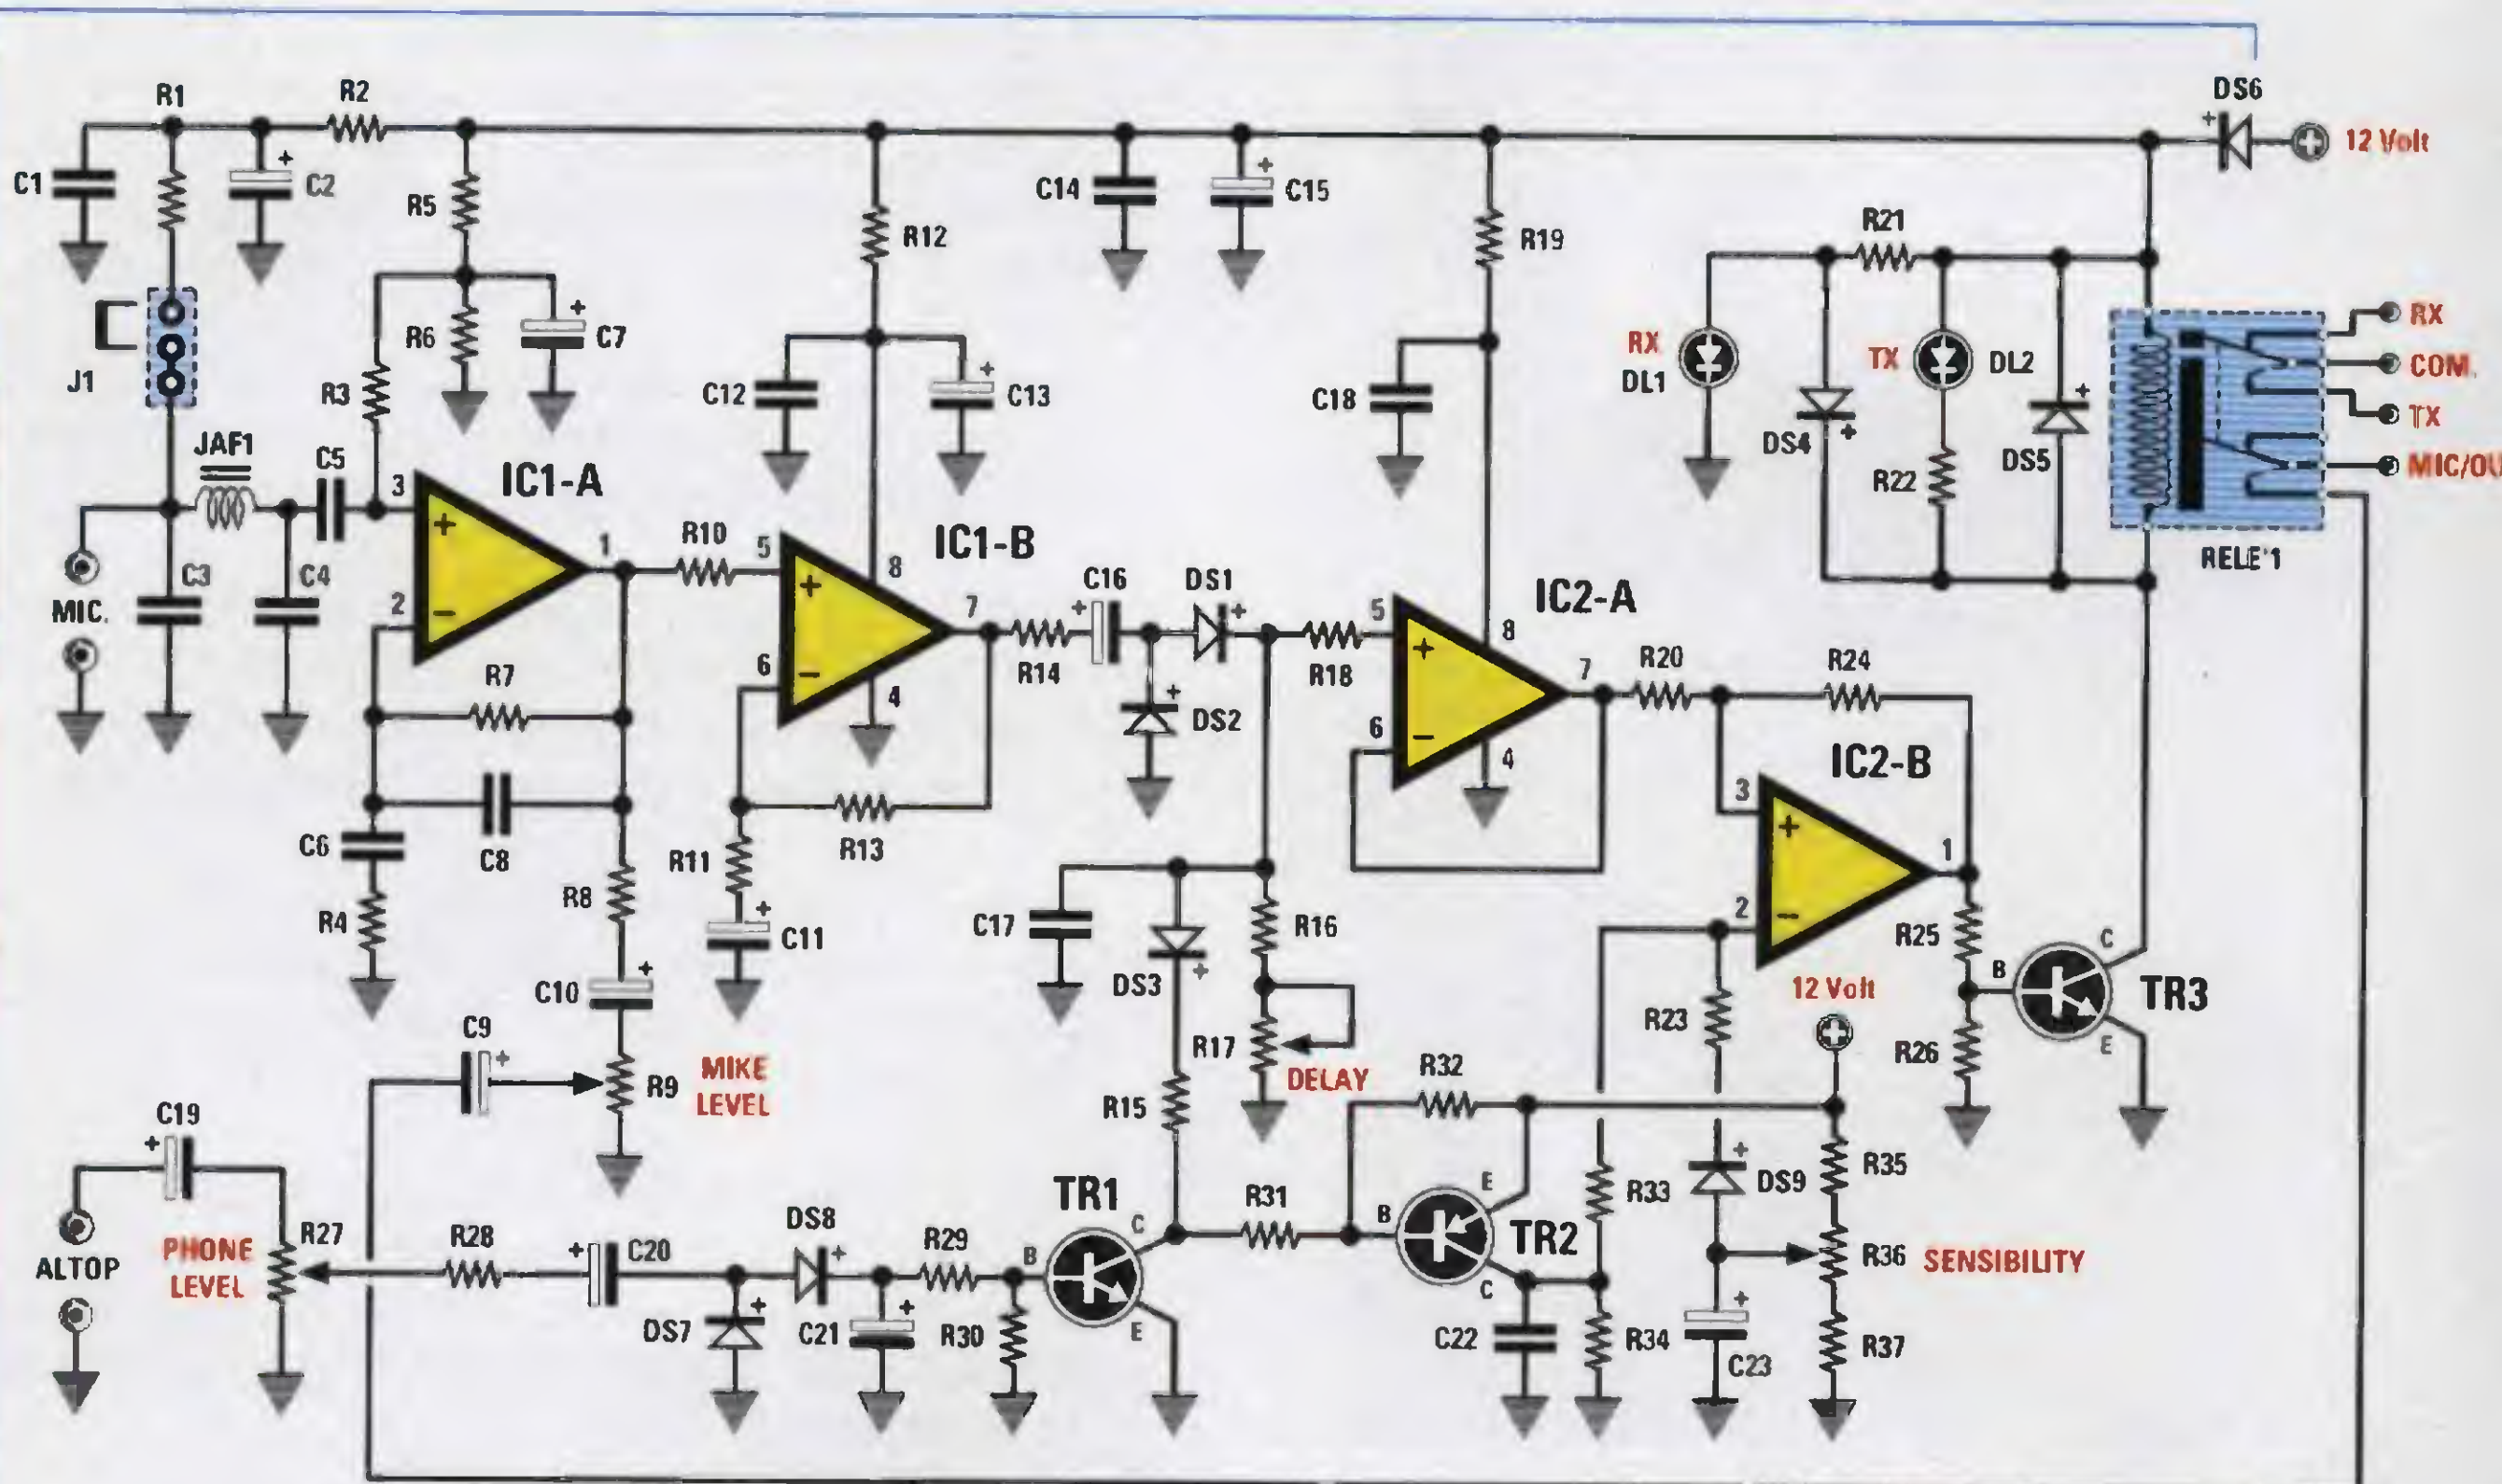 R1
R2
DS6
12 Volt
C1
C2
R5
C14
C15
R12
R19
R21
J1
R6
C7
R3
C12
C13
C18
RX
DL1
TX
DL2
DS4
R22
DS5
RX
COM.
TX
RELE'1
JAF1
C5
3
IC1-A
+
1
2
−
C3
C4
MIC.
R10
5
IC1-B
+
8
7
6
−
4
R14
C16
+
DS1
+
DS2
+
R18
5
IC2-A
+
8
7
6
−
4
R20
R24
IC2-B
3
+
1
2
−
R7
C8
C6
R4
R8
R11
R13
C11
C10
C17
DS3
R16
R17
DELAY
R15
R23
R25
R26
12 Volt
B
C
E
TR3
C9
R9
MIKE
LEVEL
C19
ALTOP
PHONE
LEVEL
R27
R28
C20
DS8
DS7
C21
R29
R30
TR1
B
C
E
R31
R32
TR2
B
E
C
C22
R33
R34
DS9
C23
R35
R36
SENSIBILITY
R37